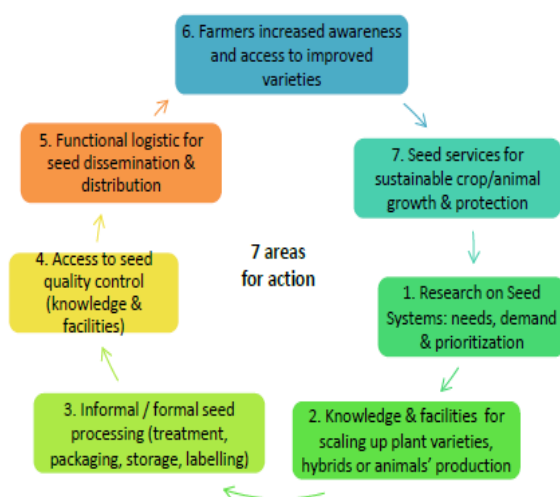 6. Farmers increased awareness
and access to improved
varieties
5. Functional logistic for
seed dissemination &
distribution
7. Seed services for
sustainable crop/animal
growth & protection
4. Access to seed
quality control
(knowledge &
facilities)
7 areas
for action
1. Research on Seed
Systems: needs, demand
& prioritization
3. Informal / formal seed
processing (treatment,
packaging, storage, labelling)
2. Knowledge & facilities for
scaling up plant varieties,
hybrids or animals' production